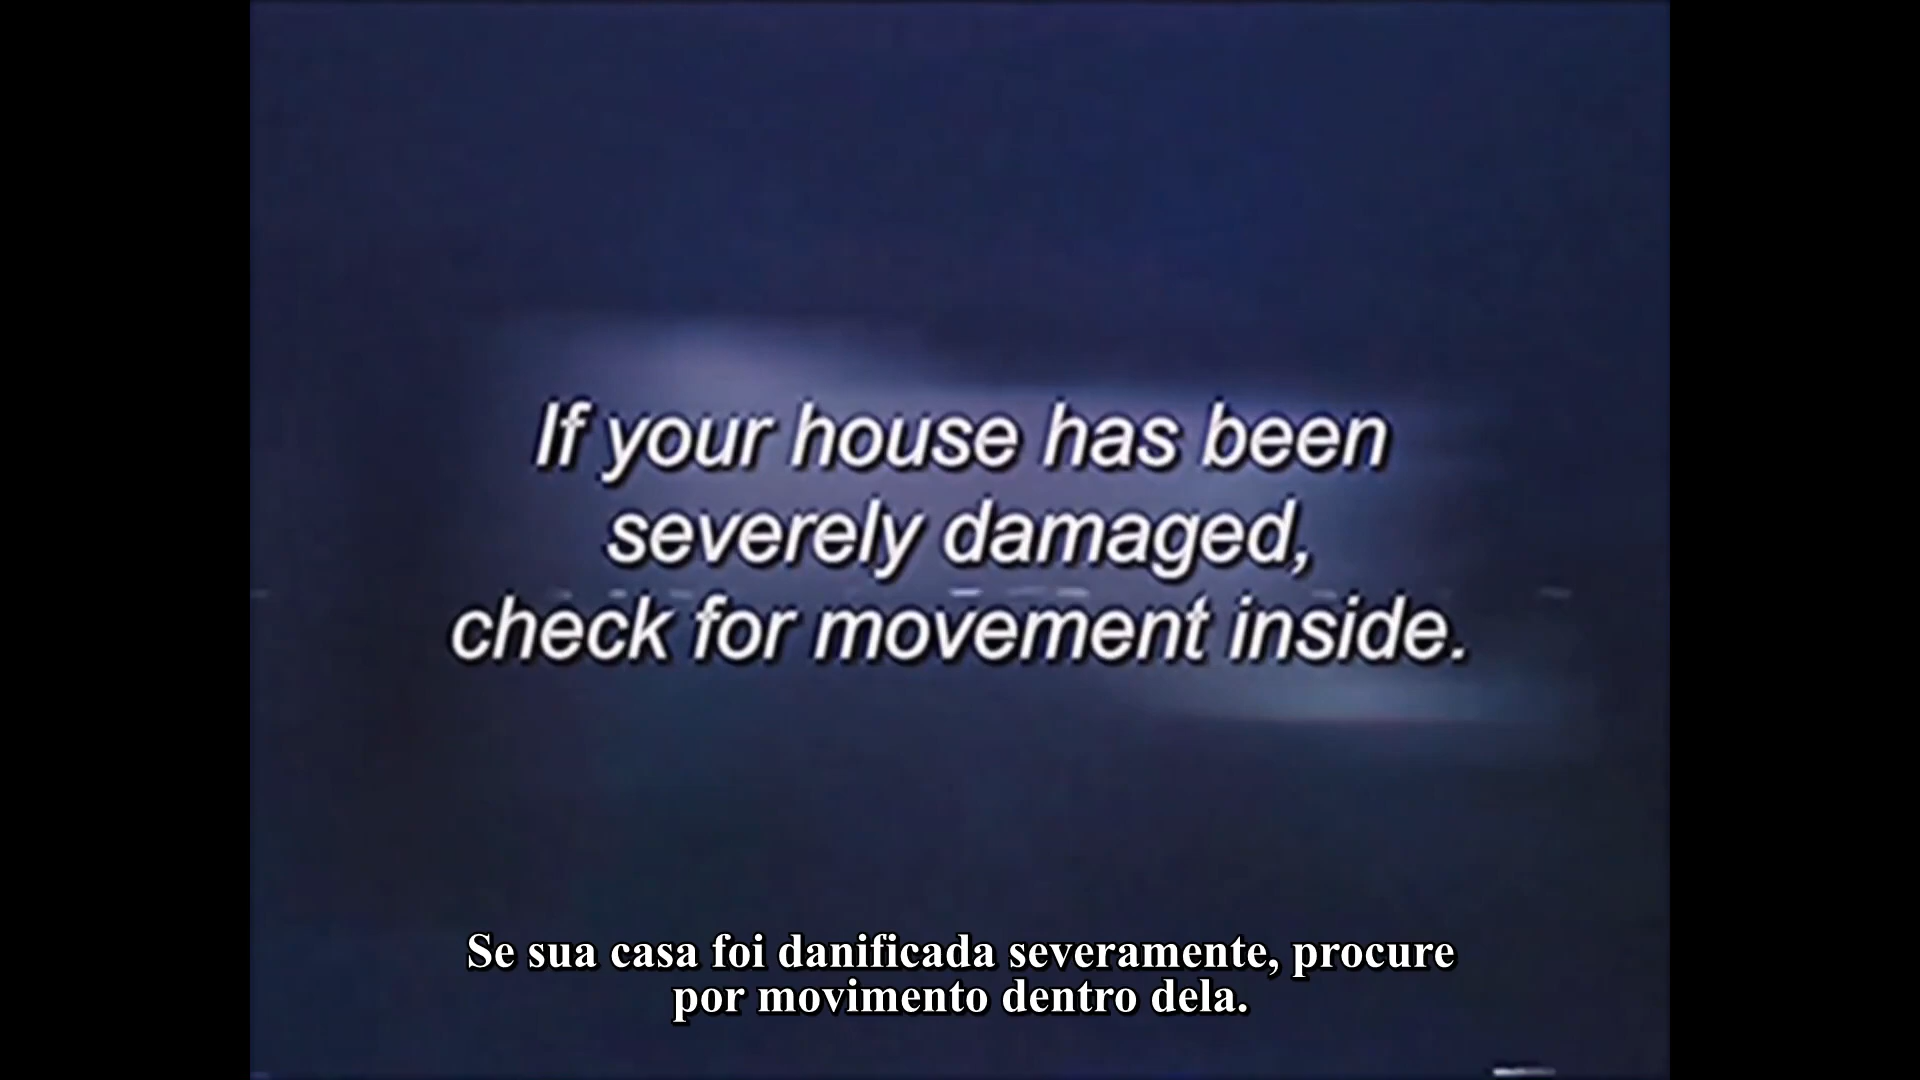 If your house has been
severely damaged,
check for movement inside.
Se sua casa foi danificada severamente, procure
por movimento dentro dela.